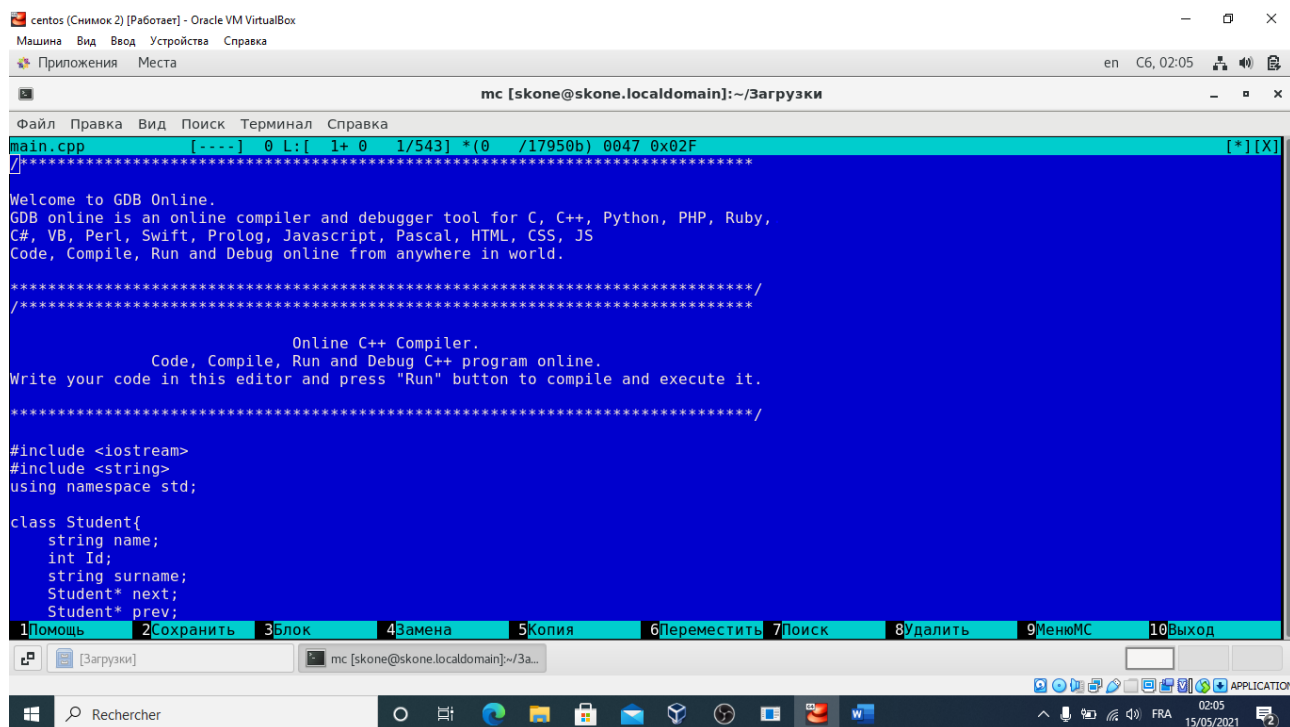 centos (Снимок 2) [Работает] - Oracle VM VirtualBox
Машина Вид Ввод Устройства Справка
Приложения Места en Сб, 02:05
mc [skone@skone.localdomain]:~/Загрузки
Файл Правка Вид Поиск Терминал Справка
main.cpp [----] 0 L:[ 1+ 0 1/543] *(0 /17950b) 0047 0x02F [*][X]
/******************************************************************************
Welcome to GDB Online.
GDB online is an online compiler and debugger tool for C, C++, Python, PHP, Ruby,
C#, VB, Perl, Swift, Prolog, Javascript, Pascal, HTML, CSS, JS
Code, Compile, Run and Debug online from anywhere in world.
*******************************************************************************/
/******************************************************************************
Online C++ Compiler.
Code, Compile, Run and Debug C++ program online.
Write your code in this editor and press "Run" button to compile and execute it.
*******************************************************************************/
#include <iostream>
#include <string>
using namespace std;
class Student{
string name;
int Id;
string surname;
Student* next;
Student* prev;
1Помощь 2Сохранить 3Блок 4Замена 5Копия 6Переместить 7Поиск 8Удалить 9МенюMC 10Выход
[Загрузки] mc [skone@skone.localdomain]:~/За...
APPLICATION
Rechercher FRA 02:05
15/05/2021